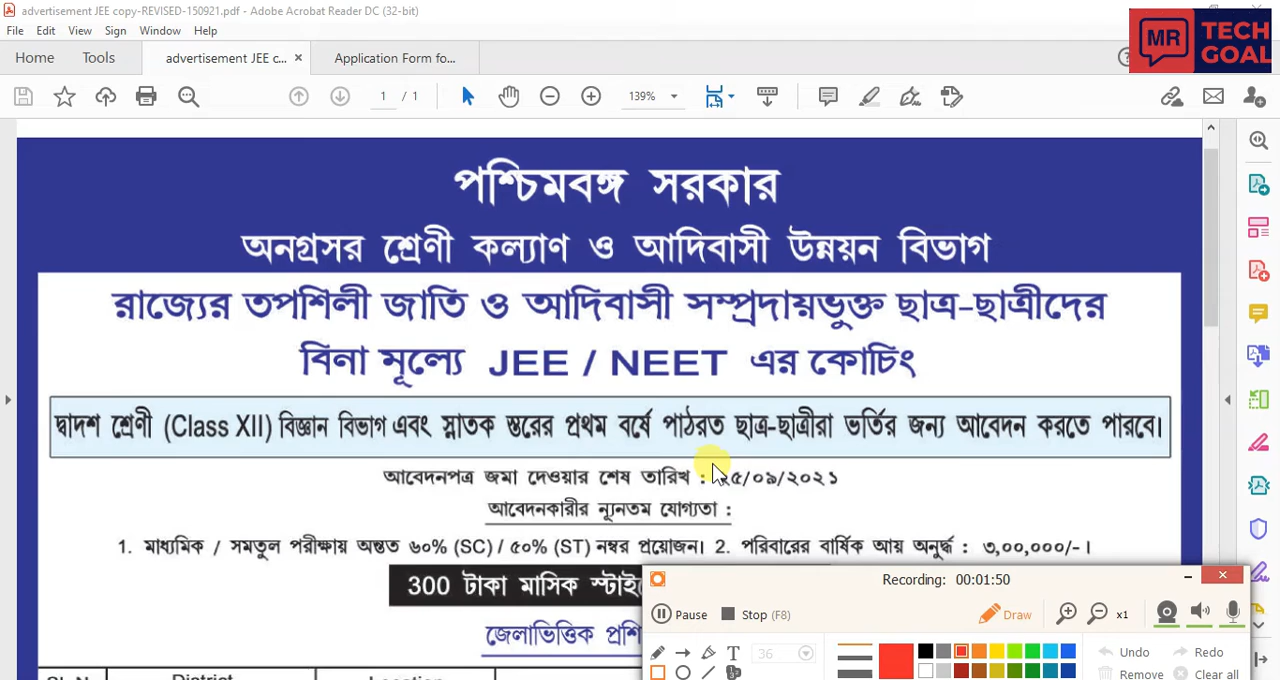 advertisement JEE copy-REVISED-150921.pdf - Adobe Acrobat Reader DC (32-bit)
File Edit View Sign Window Help
MR TECH GOAL
Home Tools advertisement JEE c... × Application Form fo...
1 / 1 139%
পশ্চিমবঙ্গ সরকার
অনগ্রসর শ্রেণী কল্যাণ ও আদিবাসী উন্নয়ন বিভাগ
রাজ্যের তপশিলী জাতি ও আদিবাসী সম্প্রদায়ভুক্ত ছাত্র-ছাত্রীদের
বিনা মূল্যে JEE / NEET এর কোচিং
দ্বাদশ শ্রেণী (Class XII) বিজ্ঞান বিভাগ এবং স্নাতক স্তরের প্রথম বর্ষে পাঠরত ছাত্র-ছাত্রীরা ভর্তির জন্য আবেদন করতে পারবে।
আবেদনপত্র জমা দেওয়ার শেষ তারিখ : ২৫/০৯/২০২১
আবেদনকারীর ন্যূনতম যোগ্যতা :
1. মাধ্যমিক / সমতুল পরীক্ষায় অন্তত ৬০% (SC) / ৫০% (ST) নম্বর প্রয়োজন। 2. পরিবারের বার্ষিক আয় অনুর্দ্ধ : ৩,০০,০০০/- ।
300 টাকা মাসিক
জেলাভিত্তিক
Recording: 00:01:50
Pause Stop (F8) Draw x1
T 36 Undo Redo
Remove Clear all
District Location